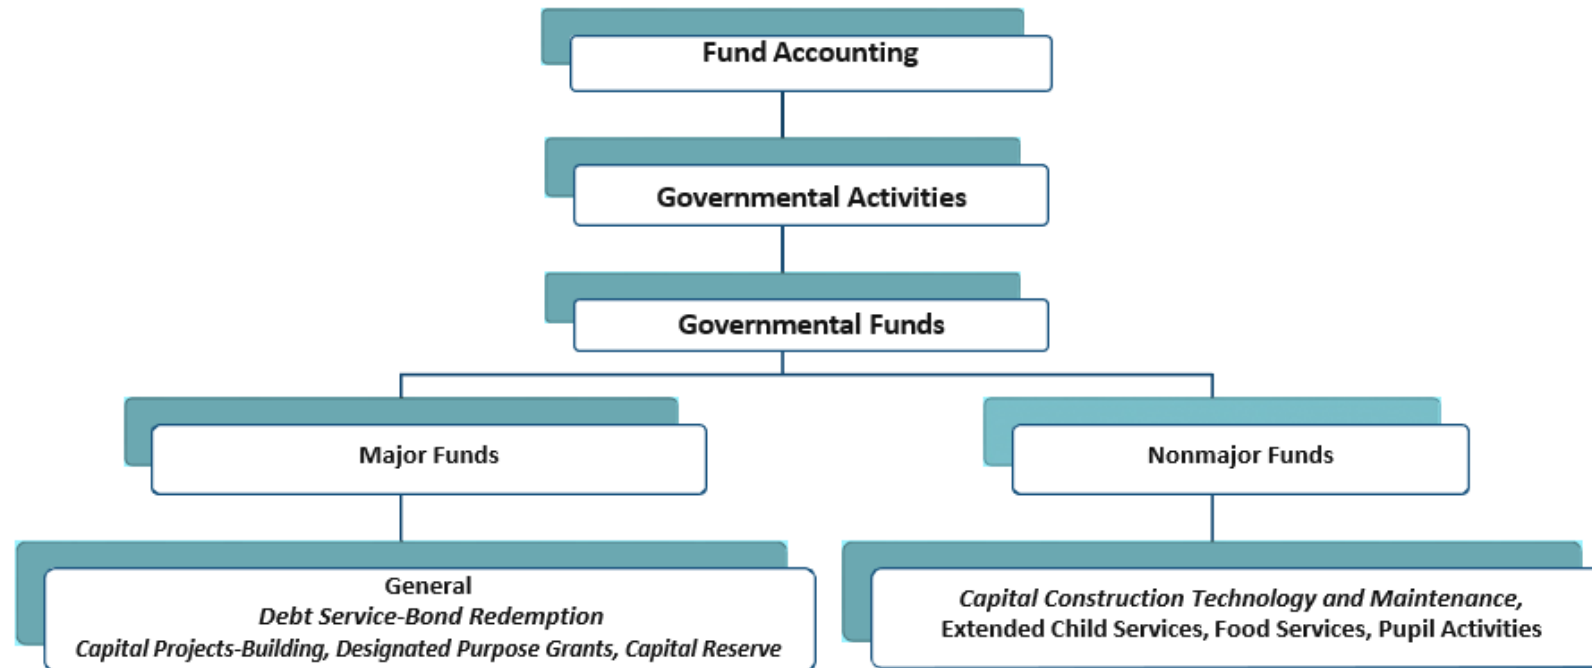 Fund Accounting
Governmental Activities
Governmental Funds
Major Funds
Nonmajor Funds
General
Debt Service-Bond Redemption
Capital Projects-Building, Designated Purpose Grants, Capital Reserve
Capital Construction Technology and Maintenance,
Extended Child Services, Food Services, Pupil Activities